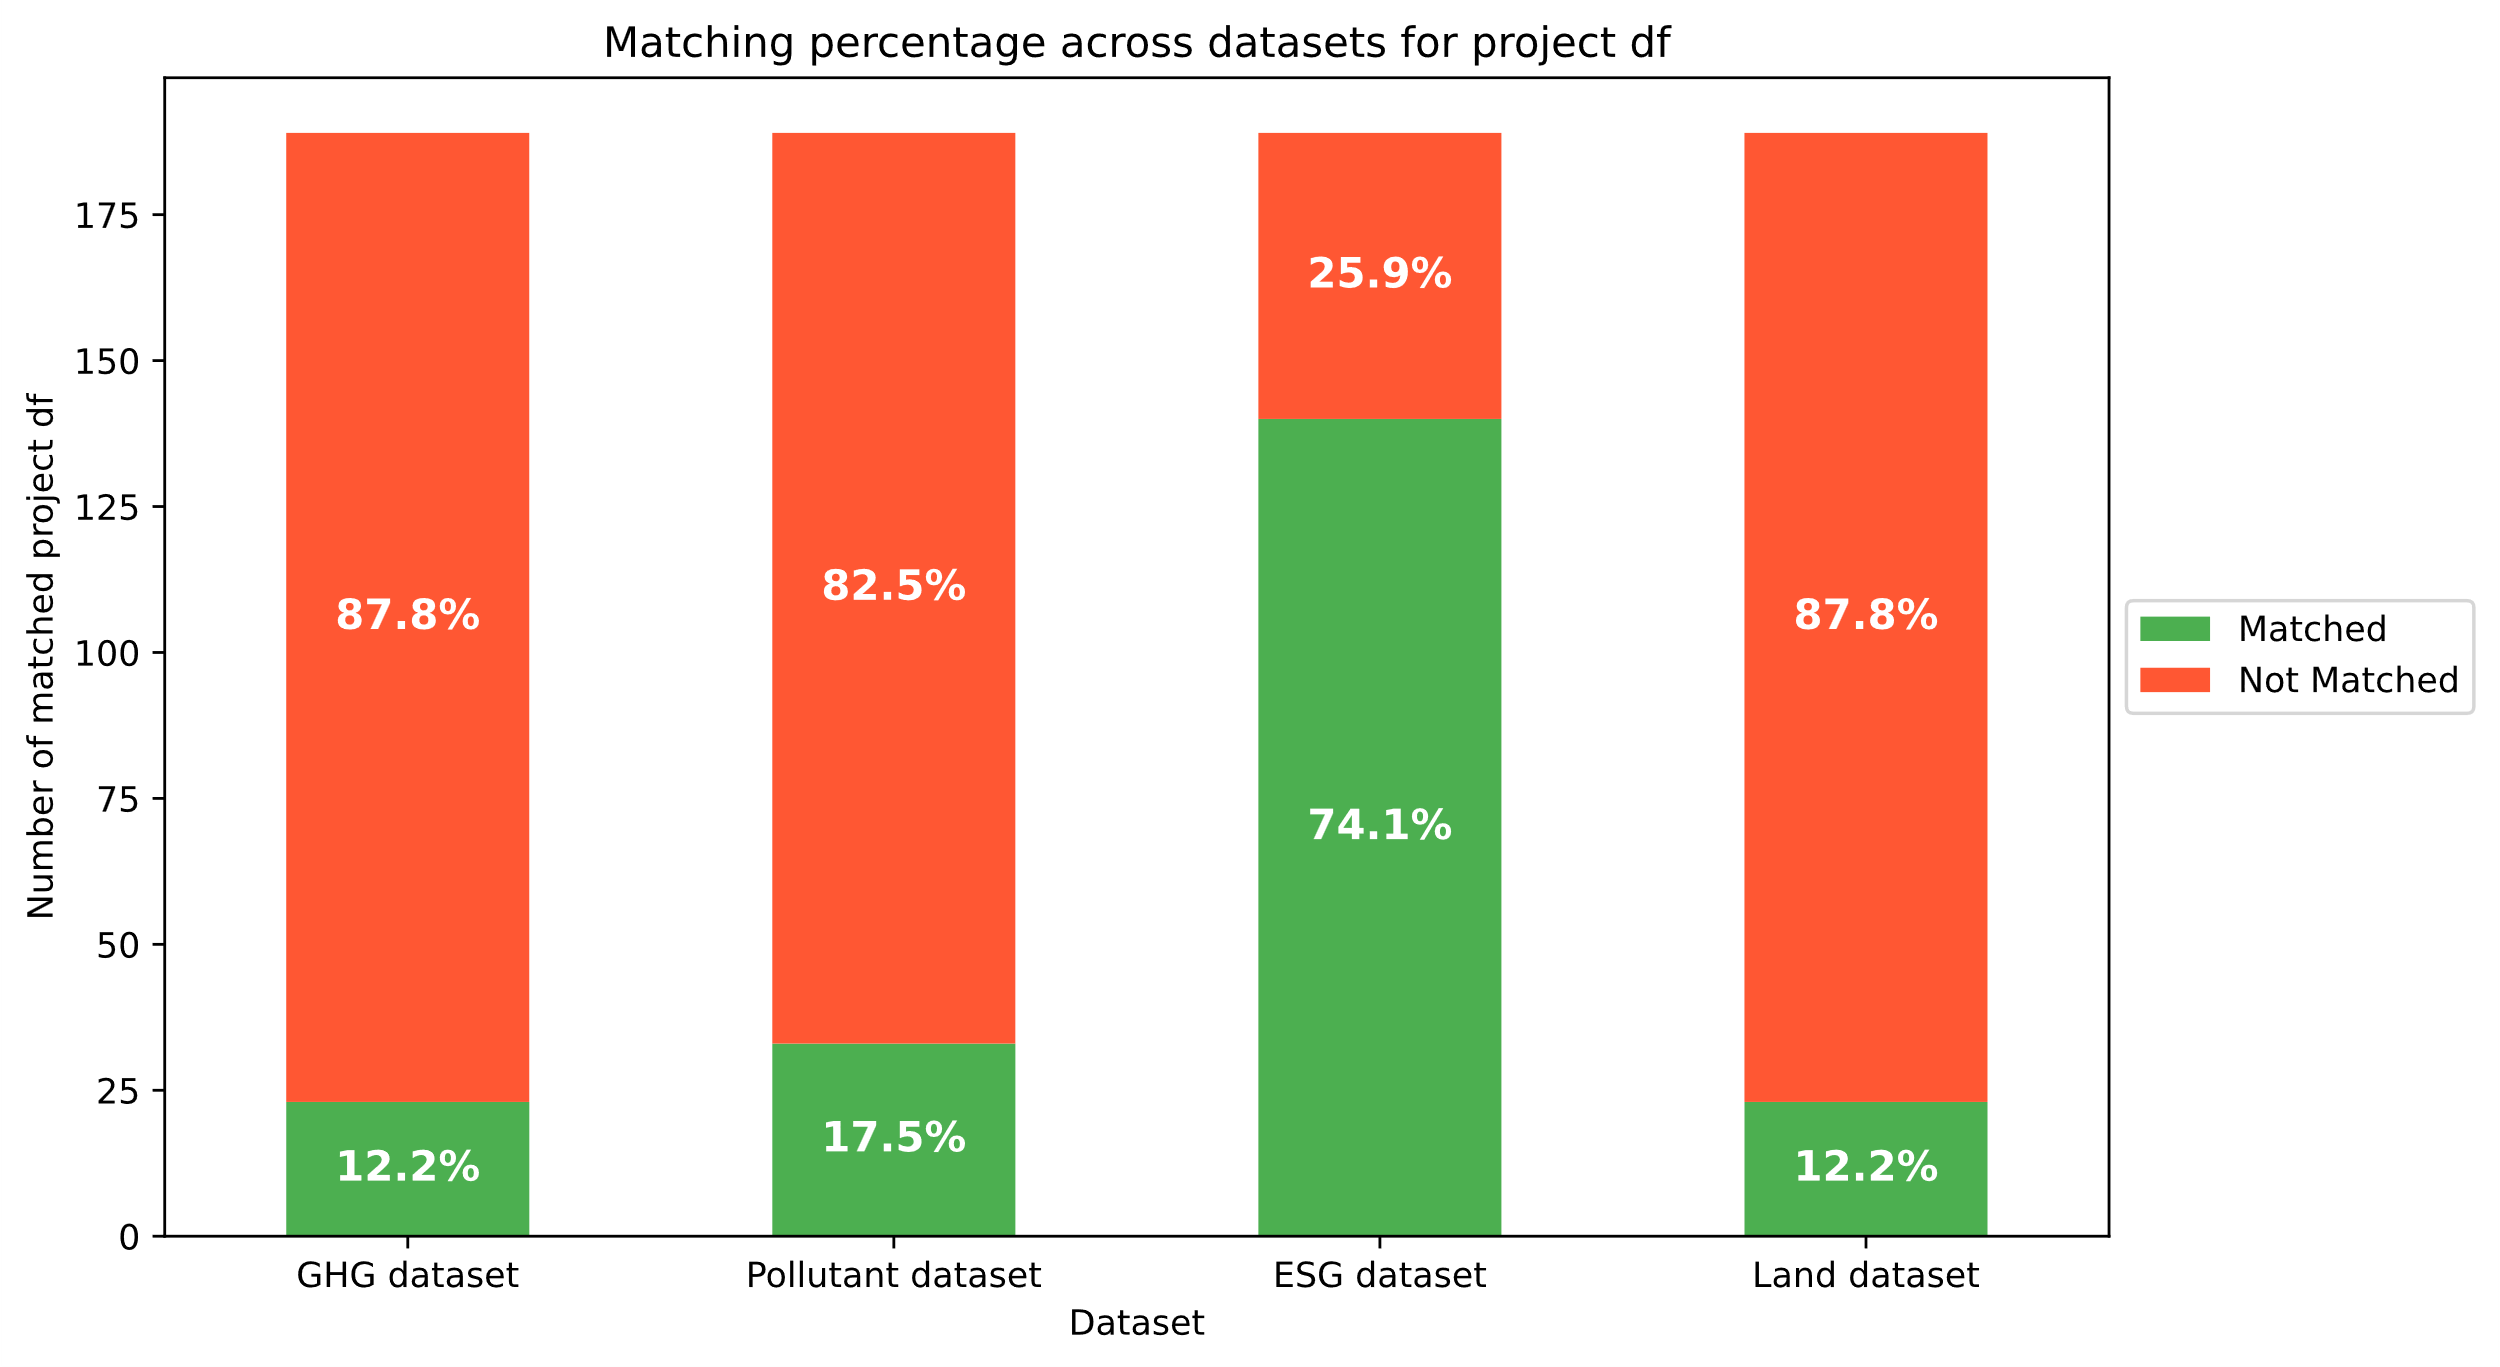 Matching percentage across datasets for project df
Number of matched project df
175
150
125
100
75
50
25
0
87.8%
12.2%
82.5%
17.5%
25.9%
74.1%
87.8%
12.2%
GHG dataset
Pollutant dataset
ESG dataset
Land dataset
Dataset
Matched
Not Matched